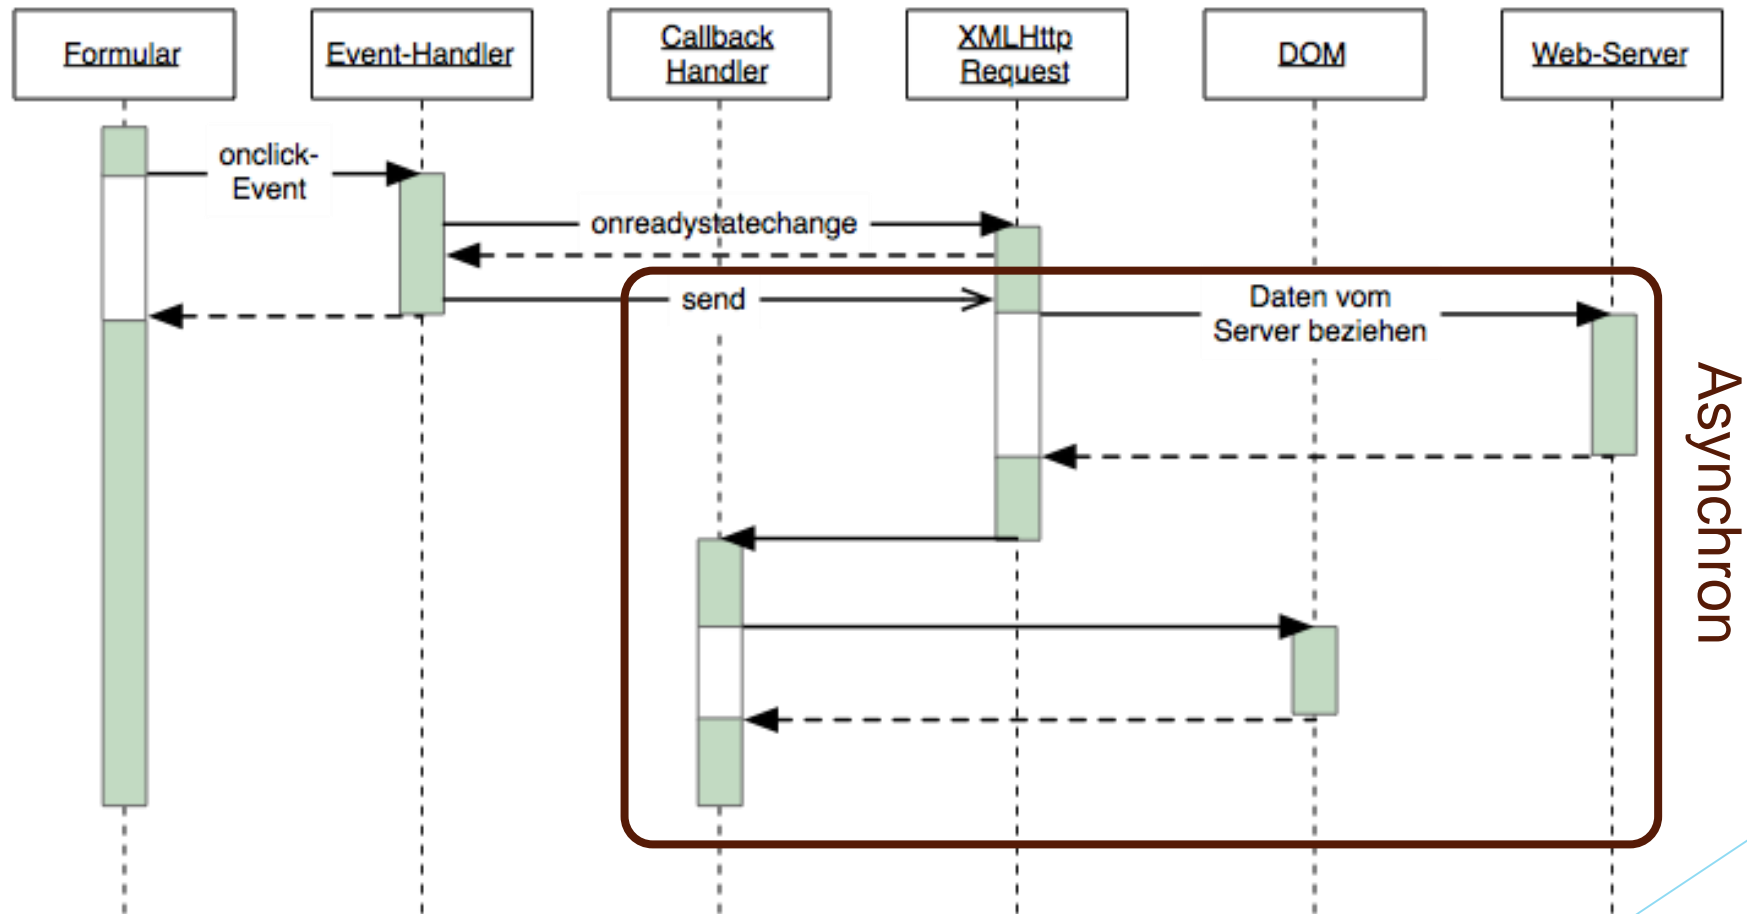 Formular
Event-Handler
Callback
Handler
XMLHttp
Request
DOM
Web-Server
onclick-
Event
onreadystatechange
send
Daten vom
Server beziehen
Asynchron